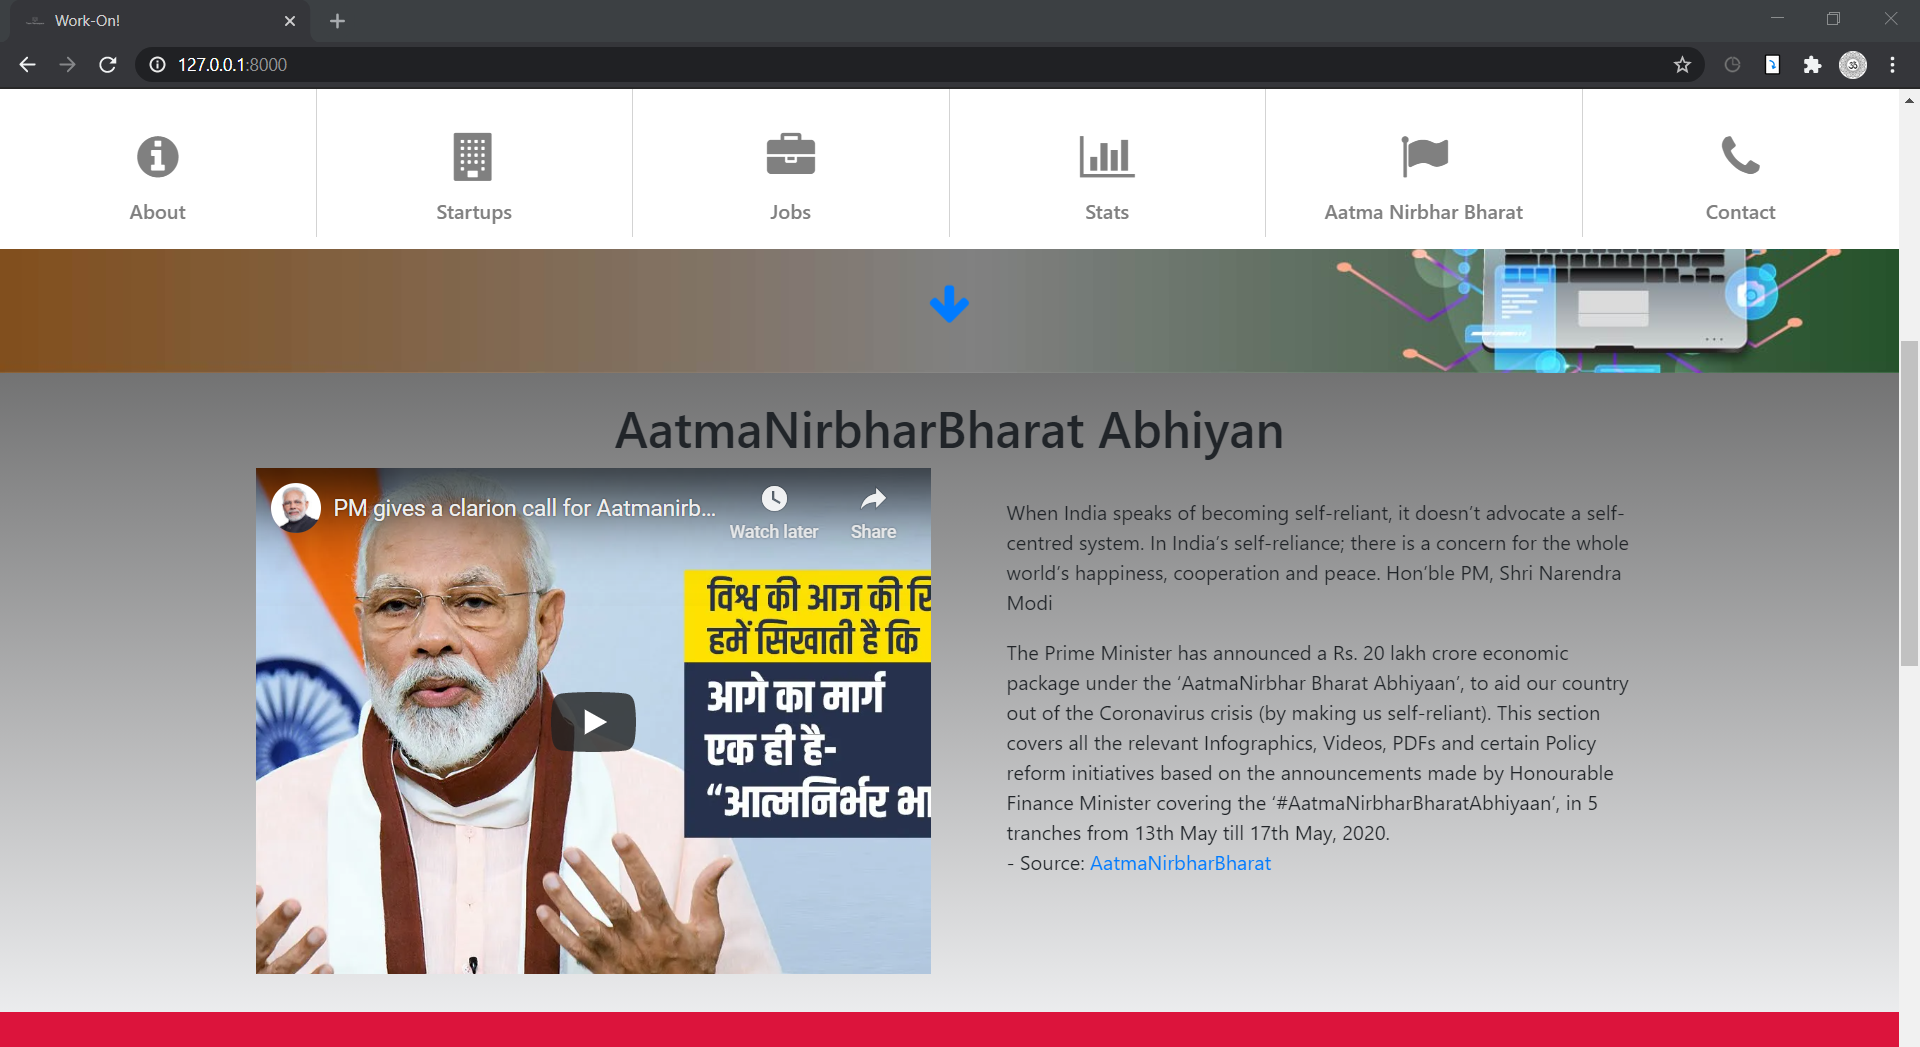 Work-On!
127.0.0.1:8000
About
Startups
Jobs
Stats
Aatma Nirbhar Bharat
Contact
AatmaNirbharBharat Abhiyan
PM gives a clarion call for Aatmanirb...
Watch later
Share
विश्व की आज की
हमें सिखाती है कि
आगे का मार्ग
एक ही है-
“आत्मनिर्भर
When India speaks of becoming self-reliant, it doesn’t advocate a self-
centred system. In India’s self-reliance; there is a concern for the whole
world’s happiness, cooperation and peace. Hon’ble PM, Shri Narendra
Modi
The Prime Minister has announced a Rs. 20 lakh crore economic
package under the ‘AatmaNirbhar Bharat Abhiyaan’, to aid our country
out of the Coronavirus crisis (by making us self-reliant). This section
covers all the relevant Infographics, Videos, PDFs and certain Policy
reform initiatives based on the announcements made by Honourable
Finance Minister covering the ‘#AatmaNirbharBharatAbhiyaan’, in 5
tranches from 13th May till 17th May, 2020.
- Source: AatmaNirbharBharat